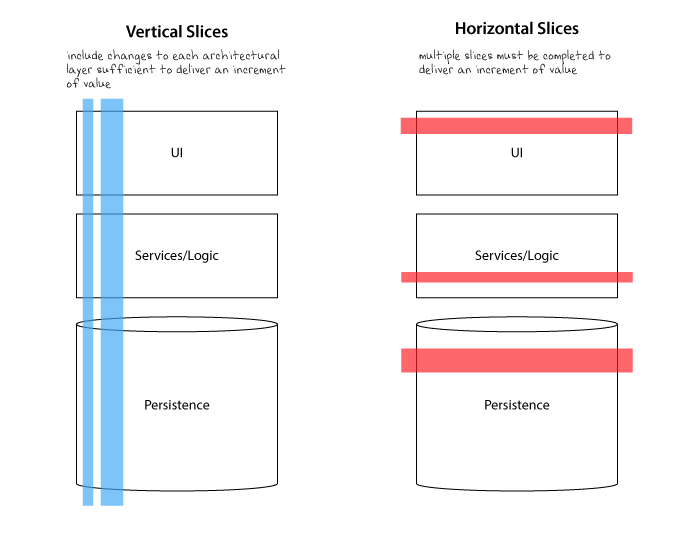 Vertical Slices
include changes to each architectural
layer sufficient to deliver an increment
of value
UI
Services/Logic
Persistence
Horizontal Slices
multiple slices must be completed to
deliver an increment of value
UI
Services/Logic
Persistence